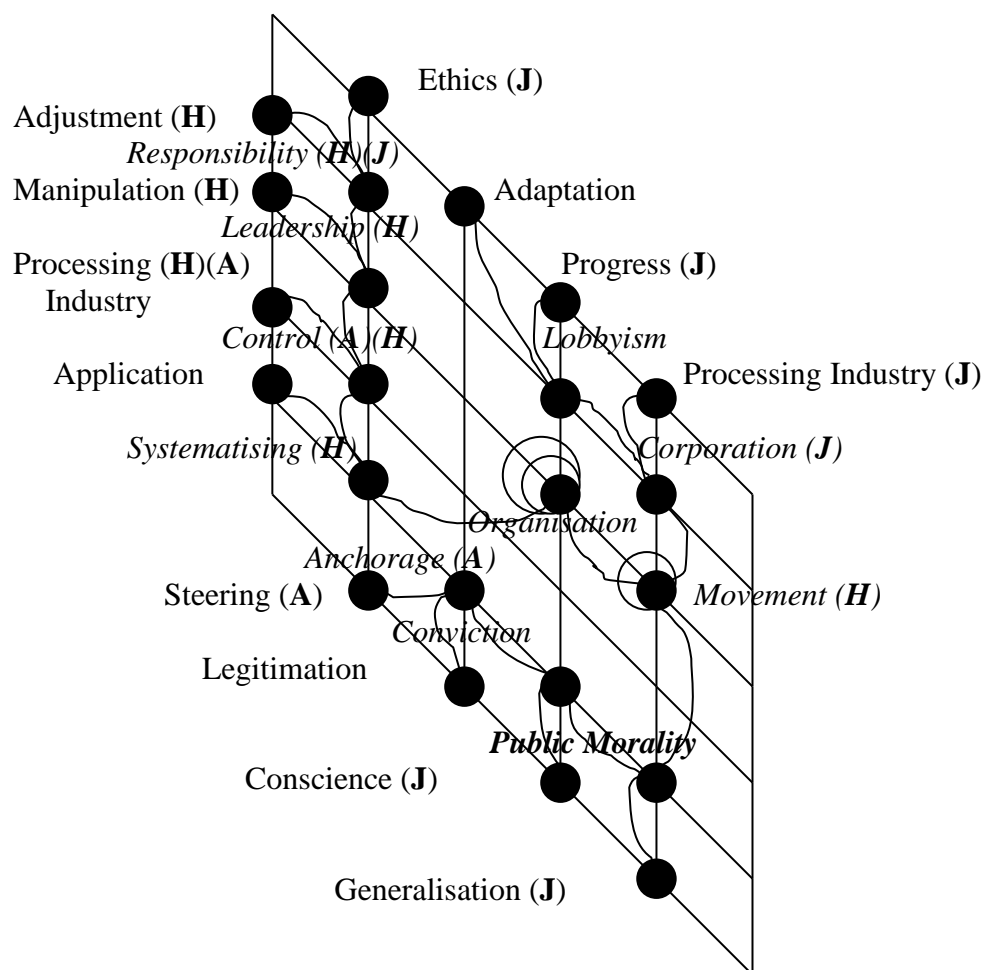 Ethics (J)
Adjustment (H)
Responsibility (H)(J)
Manipulation (H)
Adaptation
Leadership (H)
Processing (H)(A)
Industry
Progress (J)
Control (A)(H)
Lobbyism
Application
Processing Industry (J)
Systematising (H)
Corporation (J)
Organisation
Anchorage (A)
Steering (A)
Movement (H)
Conviction
Legitimation
Public Morality
Conscience (J)
Generalisation (J)